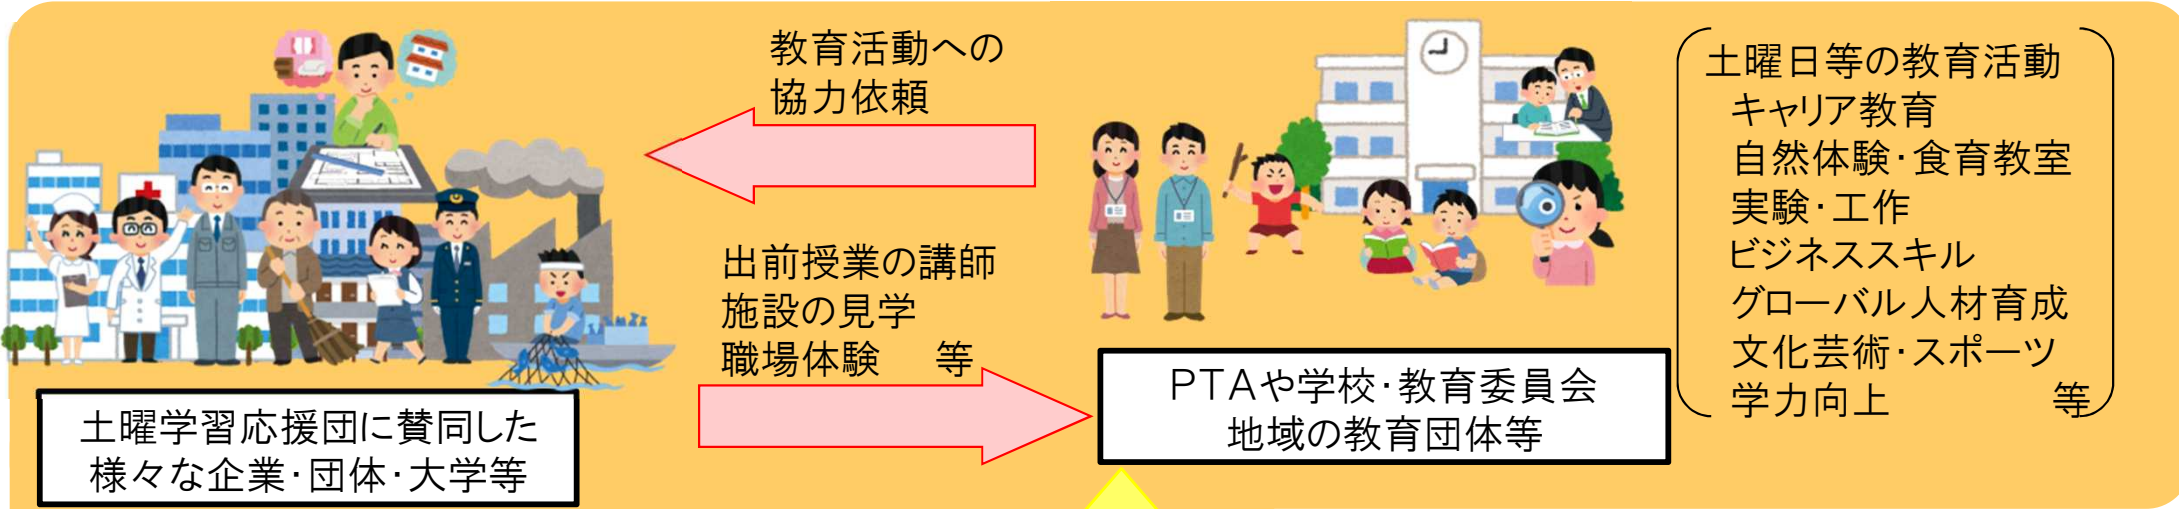 教育活動への
協力依頼
出前授業の講師
施設の見学
職場体験　等
土曜学習応援団に賛同した
様々な企業・団体・大学等
PTAや学校・教育委員会
地域の教育団体等
土曜日等の教育活動
キャリア教育
自然体験・食育教室
実験・工作
ビジネススキル
グローバル人材育成
文化芸術・スポーツ
学力向上　等